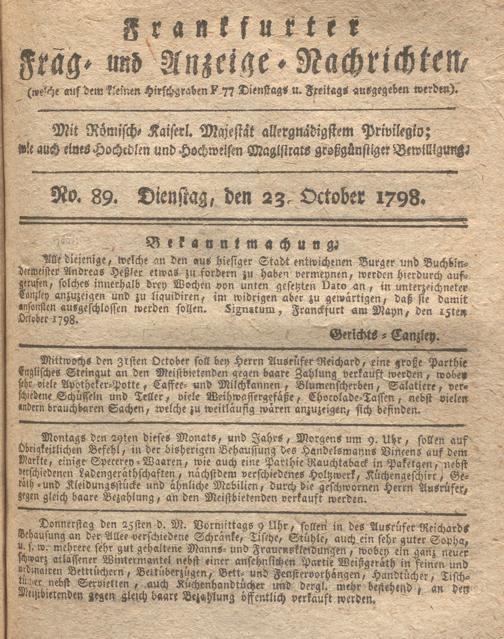 Frankfurter
Frag- und Anzeige-Nachrichten,
(welche auf dem kleinen Hirschgraben F 77 Dienstags u. Freitags ausgegeben werden).
Mit Römisch-Kaiserl. Majestät allergnädigstem Privilegio;
wie auch eines Hochedlen und Hochweisen Magistrats großgünstiger Bewilligung.
No. 89. Dienstag, den 23. October 1798.
Bekanntmachung.
Alle diejenige, welche an den aus hiesiger Stadt entwichenen Burger und Buchbin-
dermeister Andreas Heßler etwas zu fordern zu haben vermeynen, werden hierdurch auf-
gerufen, solches innerhalb drey Wochen von unten gesetzten Dato an, in unterzeichneter
Canzley anzuzeigen und zu liquidiren, im widrigen aber zu gewärtigen, daß sie damit
ansonsten ausgeschlossen werden sollen. Signatum, Frankfurt am Mayn, den 15ten
October 1798.
Gerichts-Canzley.
Mittwochs den 31sten October soll bey Herrn Ausrüfer Reichard, eine große Parthie
Englisches Steingut an den Meistbietenden gegen baare Zahlung verkauft werden, wobey
sehr viele Apotheker-Potte, Caffee- und Milchkannen, Blumenscherben, Salatiere, ver-
schiedene Schüsseln und Teller, viele Weihwassergefäße, Chocolade-Tassen, nebst vielen
andern brauchbaren Sachen, welche zu weitläufig wären anzuzeigen, sich befinden.
Montags den 29ten dieses Monats, und Jahrs, Morgens um 9. Uhr, sollen auf
Obrigkeitlichen Befehl, in der bisherigen Behausung des Handelsmanns Vincens auf dem
Markte, einige Specerey-Waaren, wie auch eine Parthie Rauchtaback in Paketgen, nebst
verschiedenen Ladengeräthschaften, nächstdem verschiedenes Holzwerk, Küchengeschirr, Ge-
räth- und Kleidungsstücke und ähnliche Mobilien, durch die geschwornen Herrn Ausrüfer,
gegen gleich baare Bezahlung, an den Meistbietenden verkauft werden.
Donnerstag den 25sten d. M. Vormittags 9 Uhr, sollen in des Ausrüfer Reichards
Behausung an der Allee verschiedene Schränke, Tische, Stühle, auch ein sehr guter Sopha,
u. s. w. mehrere sehr gut gehaltene Manns- und Frauenskleidungen, wobey ein ganz neuer
schwarz atlassener Wintermantel nebst einer ansehnlichen Partie Weißgeräth in feinen und
ordinairen Betttüchern, Bettüberzügen, Bett- und Fenstervorhängen, Handtücher, Tisch-
tücher nebst Servietten, auch Küchenhandtücher und dergl. mehr bestehend, an den
Meistbietenden gegen gleich baare Bezahlung öffentlich verkauft werden.